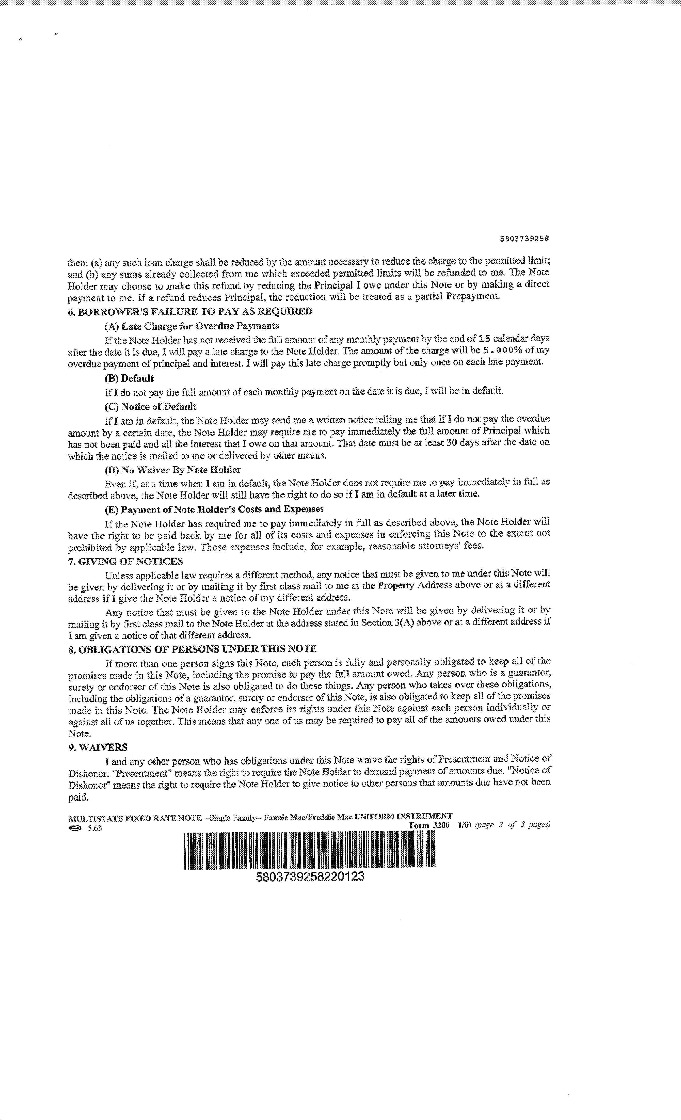 5803739258
then: (a) any such loan charge shall be reduced by the amount necessary to reduce the charge to the permitted limit;
and (b) any sums already collected from me which exceeded permitted limits will be refunded to me. The Note
Holder may choose to make this refund by reducing the Principal I owe under this Note or by making a direct
payment to me. If a refund reduces Principal, the reduction will be treated as a partial Prepayment.
6. BORROWER'S FAILURE TO PAY AS REQUIRED
(A) Late Charge for Overdue Payments
If the Note Holder has not received the full amount of any monthly payment by the end of 15 calendar days
after the date it is due, I will pay a late charge to the Note Holder. The amount of the charge will be 5.000% of my
overdue payment of principal and interest. I will pay this late charge promptly but only once on each late payment.
(B) Default
If I do not pay the full amount of each monthly payment on the date it is due, I will be in default.
(C) Notice of Default
If I am in default, the Note Holder may send me a written notice telling me that if I do not pay the overdue
amount by a certain date, the Note Holder may require me to pay immediately the full amount of Principal which
has not been paid and all the interest that I owe on that amount. That date must be at least 30 days after the date on
which the notice is mailed to me or delivered by other means.
(D) No Waiver By Note Holder
Even if, at a time when I am in default, the Note Holder does not require me to pay immediately in full as
described above, the Note Holder will still have the right to do so if I am in default at a later time.
(E) Payment of Note Holder's Costs and Expenses
If the Note Holder has required me to pay immediately in full as described above, the Note Holder will
have the right to be paid back by me for all of its costs and expenses in enforcing this Note to the extent not
prohibited by applicable law. Those expenses include, for example, reasonable attorneys' fees.
7. GIVING OF NOTICES
Unless applicable law requires a different method, any notice that must be given to me under this Note will
be given by delivering it or by mailing it by first class mail to me at the Property Address above or at a different
address if I give the Note Holder a notice of my different address.
Any notice that must be given to the Note Holder under this Note will be given by delivering it or by
mailing it by first class mail to the Note Holder at the address stated in Section 3(A) above or at a different address if
I am given a notice of that different address.
8. OBLIGATIONS OF PERSONS UNDER THIS NOTE
If more than one person signs this Note, each person is fully and personally obligated to keep all of the
promises made in this Note, including the promise to pay the full amount owed. Any person who is a guarantor,
surety or endorser of this Note is also obligated to do these things. Any person who takes over these obligations,
including the obligations of a guarantor, surety or endorser of this Note, is also obligated to keep all of the promises
made in this Note. The Note Holder may enforce its rights under this Note against each person individually or
against all of us together. This means that any one of us may be required to pay all of the amounts owed under this
Note.
9. WAIVERS
I and any other person who has obligations under this Note waive the rights of Presentment and Notice of
Dishonor. "Presentment" means the right to require the Note Holder to demand payment of amounts due. "Notice of
Dishonor" means the right to require the Note Holder to give notice to other persons that amounts due have not been
paid.
MULTISTATE FIXED RATE NOTE --Single Family-- Fannie Mae/Freddie Mac UNIFORM INSTRUMENT
5.63 Form 3200 1/01 (page 2 of 3 pages)
5803739258220123